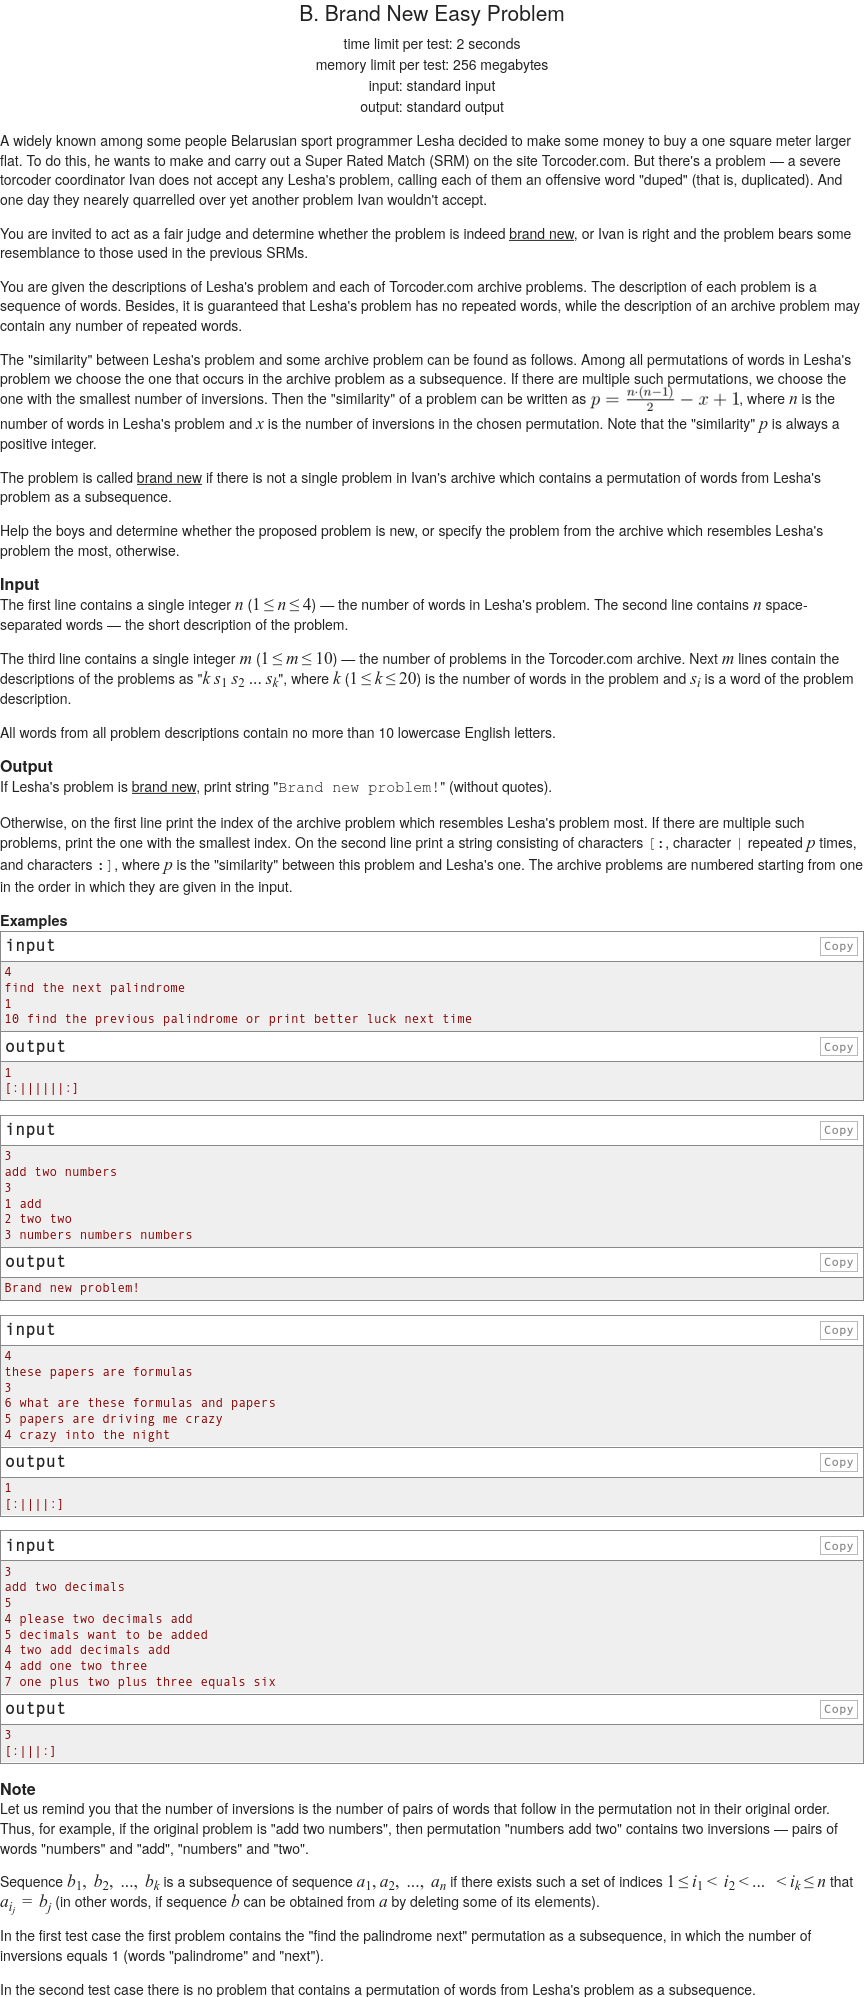 B. Brand New Easy Problem
time limit per test: 2 seconds
memory limit per test: 256 megabytes
input: standard input
output: standard output
A widely known among some people Belarusian sport programmer Lesha decided to make some money to buy a one square meter larger
flat. To do this, he wants to make and carry out a Super Rated Match (SRM) on the site Torcoder.com. But there's a problem — a severe
torcoder coordinator Ivan does not accept any Lesha's problem, calling each of them an offensive word "duped" (that is, duplicated). And
one day they nearely quarrelled over yet another problem Ivan wouldn't accept.
You are invited to act as a fair judge and determine whether the problem is indeed brand new, or Ivan is right and the problem bears some
resemblance to those used in the previous SRMs.
You are given the descriptions of Lesha's problem and each of Torcoder.com archive problems. The description of each problem is a
sequence of words. Besides, it is guaranteed that Lesha's problem has no repeated words, while the description of an archive problem may
contain any number of repeated words.
The "similarity" between Lesha's problem and some archive problem can be found as follows. Among all permutations of words in Lesha's
problem we choose the one that occurs in the archive problem as a subsequence. If there are multiple such permutations, we choose the
one with the smallest number of inversions. Then the "similarity" of a problem can be written as p = n·(n−1)/2 − x + 1, where n is the
number of words in Lesha's problem and x is the number of inversions in the chosen permutation. Note that the "similarity" p is always a
positive integer.
The problem is called brand new if there is not a single problem in Ivan's archive which contains a permutation of words from Lesha's
problem as a subsequence.
Help the boys and determine whether the proposed problem is new, or specify the problem from the archive which resembles Lesha's
problem the most, otherwise.
Input
The first line contains a single integer n (1 ≤ n ≤ 4) — the number of words in Lesha's problem. The second line contains n space-
separated words — the short description of the problem.
The third line contains a single integer m (1 ≤ m ≤ 10) — the number of problems in the Torcoder.com archive. Next m lines contain the
descriptions of the problems as "k s1 s2 ... sk", where k (1 ≤ k ≤ 20) is the number of words in the problem and si is a word of the problem
description.
All words from all problem descriptions contain no more than 10 lowercase English letters.
Output
If Lesha's problem is brand new, print string "Brand new problem!" (without quotes).
Otherwise, on the first line print the index of the archive problem which resembles Lesha's problem most. If there are multiple such
problems, print the one with the smallest index. On the second line print a string consisting of characters [:, character | repeated p times,
and characters :], where p is the "similarity" between this problem and Lesha's one. The archive problems are numbered starting from one
in the order in which they are given in the input.
Examples
input Copy
4
find the next palindrome
1
10 find the previous palindrome or print better luck next time
output Copy
1
[:||||||:]
input Copy
3
add two numbers
3
1 add
2 two two
3 numbers numbers numbers
output Copy
Brand new problem!
input Copy
4
these papers are formulas
3
6 what are these formulas and papers
5 papers are driving me crazy
4 crazy into the night
output Copy
1
[:||||:]
input Copy
3
add two decimals
5
4 please two decimals add
5 decimals want to be added
4 two add decimals add
4 add one two three
7 one plus two plus three equals six
output Copy
3
[:|||:]
Note
Let us remind you that the number of inversions is the number of pairs of words that follow in the permutation not in their original order.
Thus, for example, if the original problem is "add two numbers", then permutation "numbers add two" contains two inversions — pairs of
words "numbers" and "add", "numbers" and "two".
Sequence b1, b2, ..., bk is a subsequence of sequence a1, a2, ..., an if there exists such a set of indices 1 ≤ i1 < i2 < ... < ik ≤ n that
aij = bj (in other words, if sequence b can be obtained from a by deleting some of its elements).
In the first test case the first problem contains the "find the palindrome next" permutation as a subsequence, in which the number of
inversions equals 1 (words "palindrome" and "next").
In the second test case there is no problem that contains a permutation of words from Lesha's problem as a subsequence.